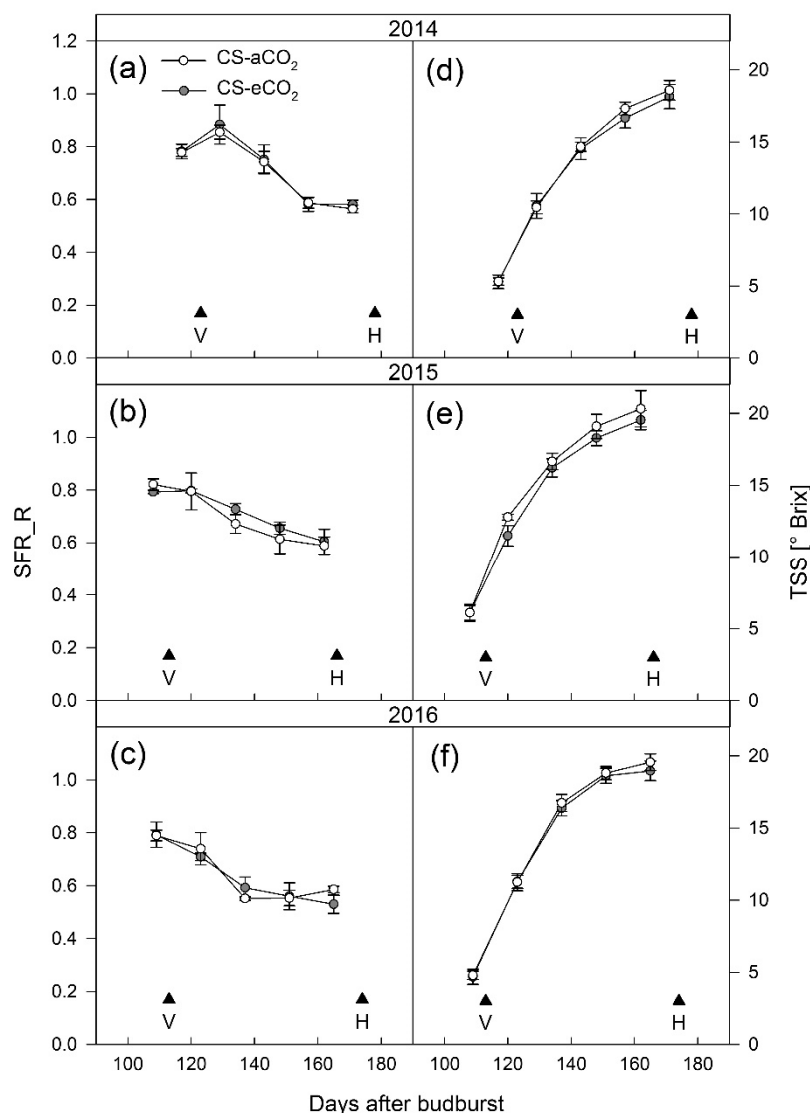 2014
(a)
CS-aCO₂
CS-eCO₂
(d)
1.2
1.0
0.8
0.6
0.4
0.2
0.0
20
15
10
5
0
V
H
V
H
2015
(b)
(e)
1.0
0.8
0.6
0.4
0.2
0.0
20
15
10
5
0
V
H
V
H
SFR_R
TSS [° Brix]
2016
(c)
(f)
1.0
0.8
0.6
0.4
0.2
0.0
20
15
10
5
0
V
H
V
H
100 120 140 160 180 100 120 140 160 180
Days after budburst